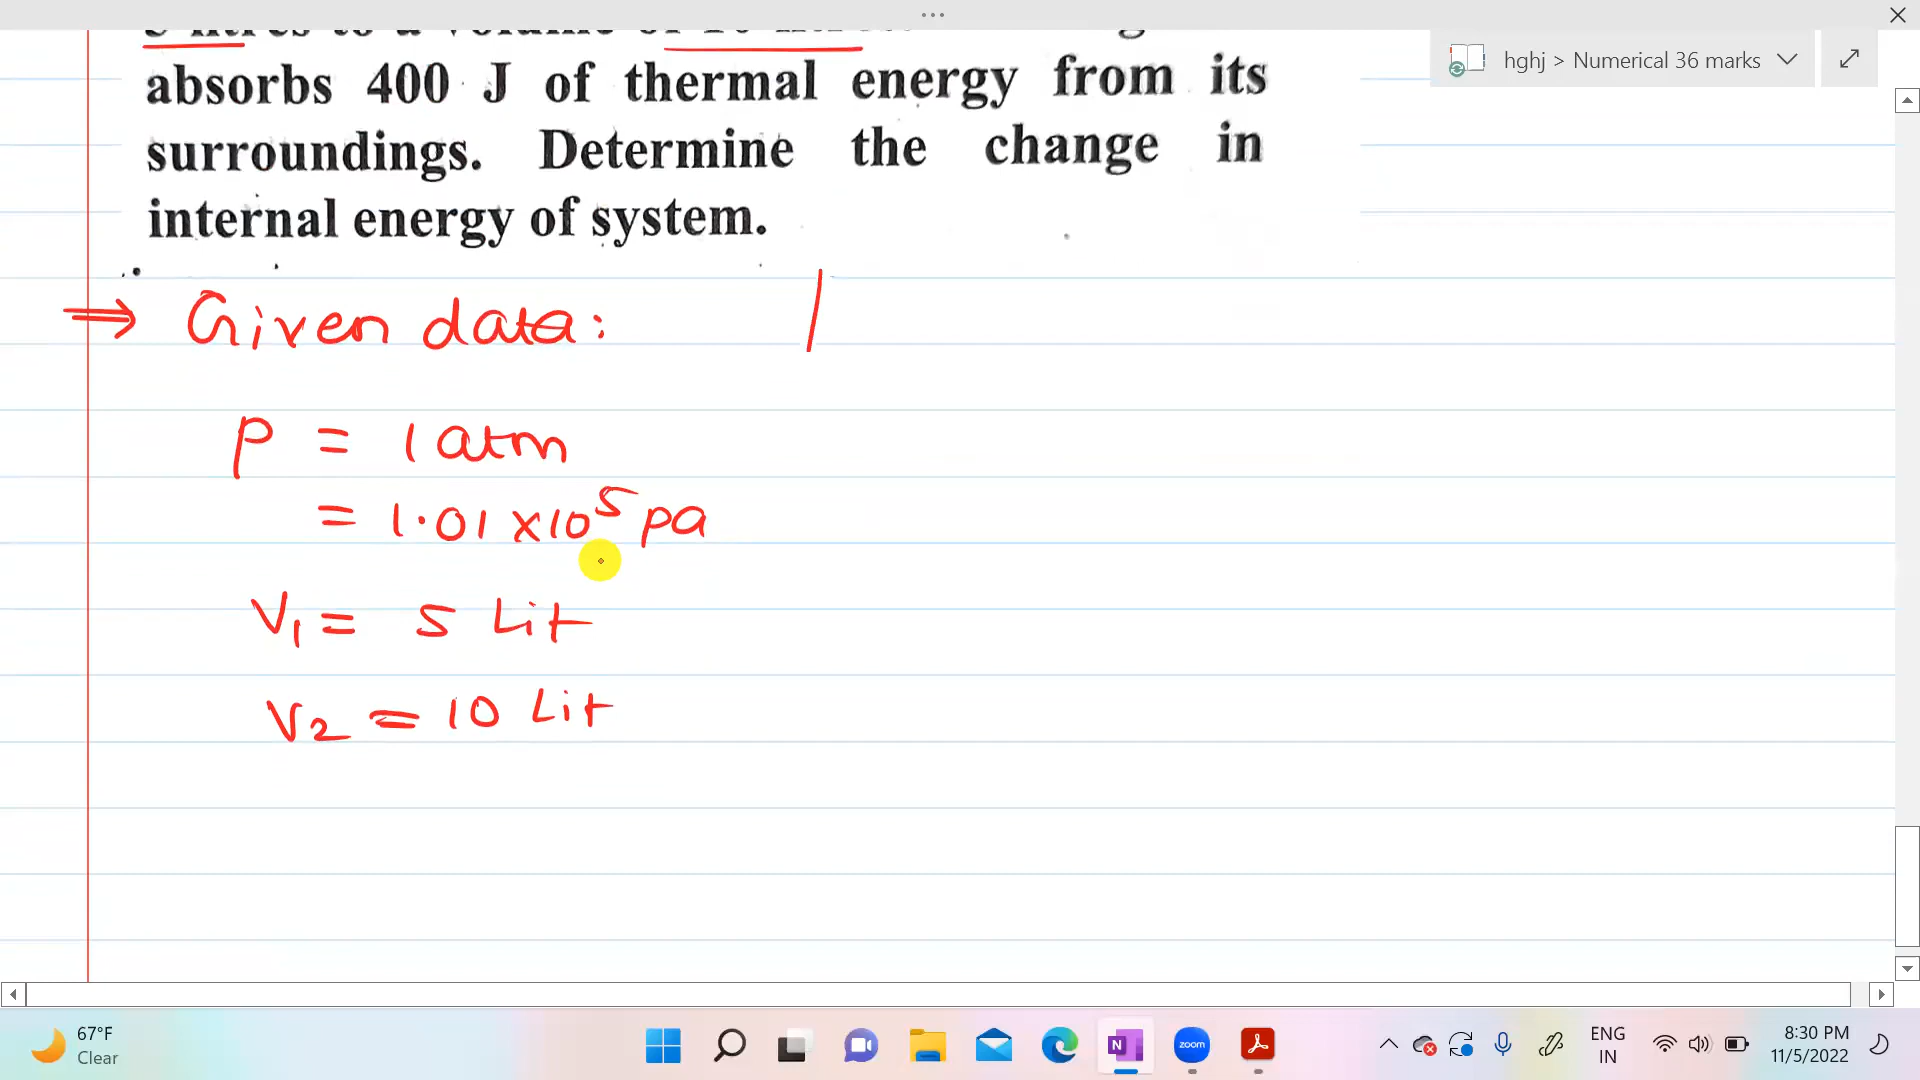 hghj > Numerical 36 marks
absorbs 400 J of thermal energy from its
surroundings. Determine the change in
internal energy of system.
⇒ Given data:
P = 1 atm
= 1.01 × 10⁵ pa
V₁ = 5 Lit
V₂ = 10 Lit
67°F
Clear
zoom
ENG
IN
8:30 PM
11/5/2022